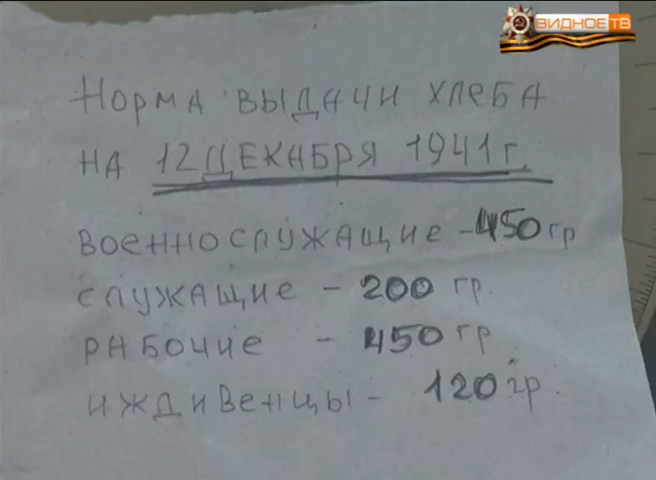 ВИДНОЕ ТВ
НОРМА ВЫДАЧИ ХЛЕБА
НА 12 ДЕКАБРЯ 1941 г.
ВОЕННОСЛУЖАЩИЕ - 450 гр
СЛУЖАЩИЕ - 200 гр.
РАБОЧИЕ - 450 гр
ИЖДИВЕНЦЫ - 120 гр.